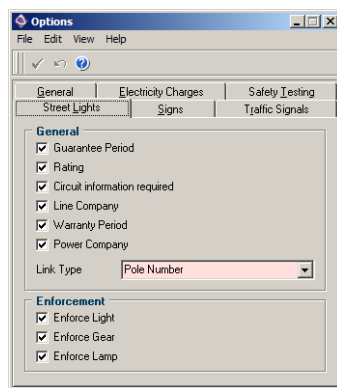 Options
File Edit View Help
General Electricity Charges Safety Testing
Street Lights Signs Traffic Signals
General
Guarantee Period
Rating
Circuit information required
Line Company
Warranty Period
Power Company
Link Type Pole Number
Enforcement
Enforce Light
Enforce Gear
Enforce Lamp